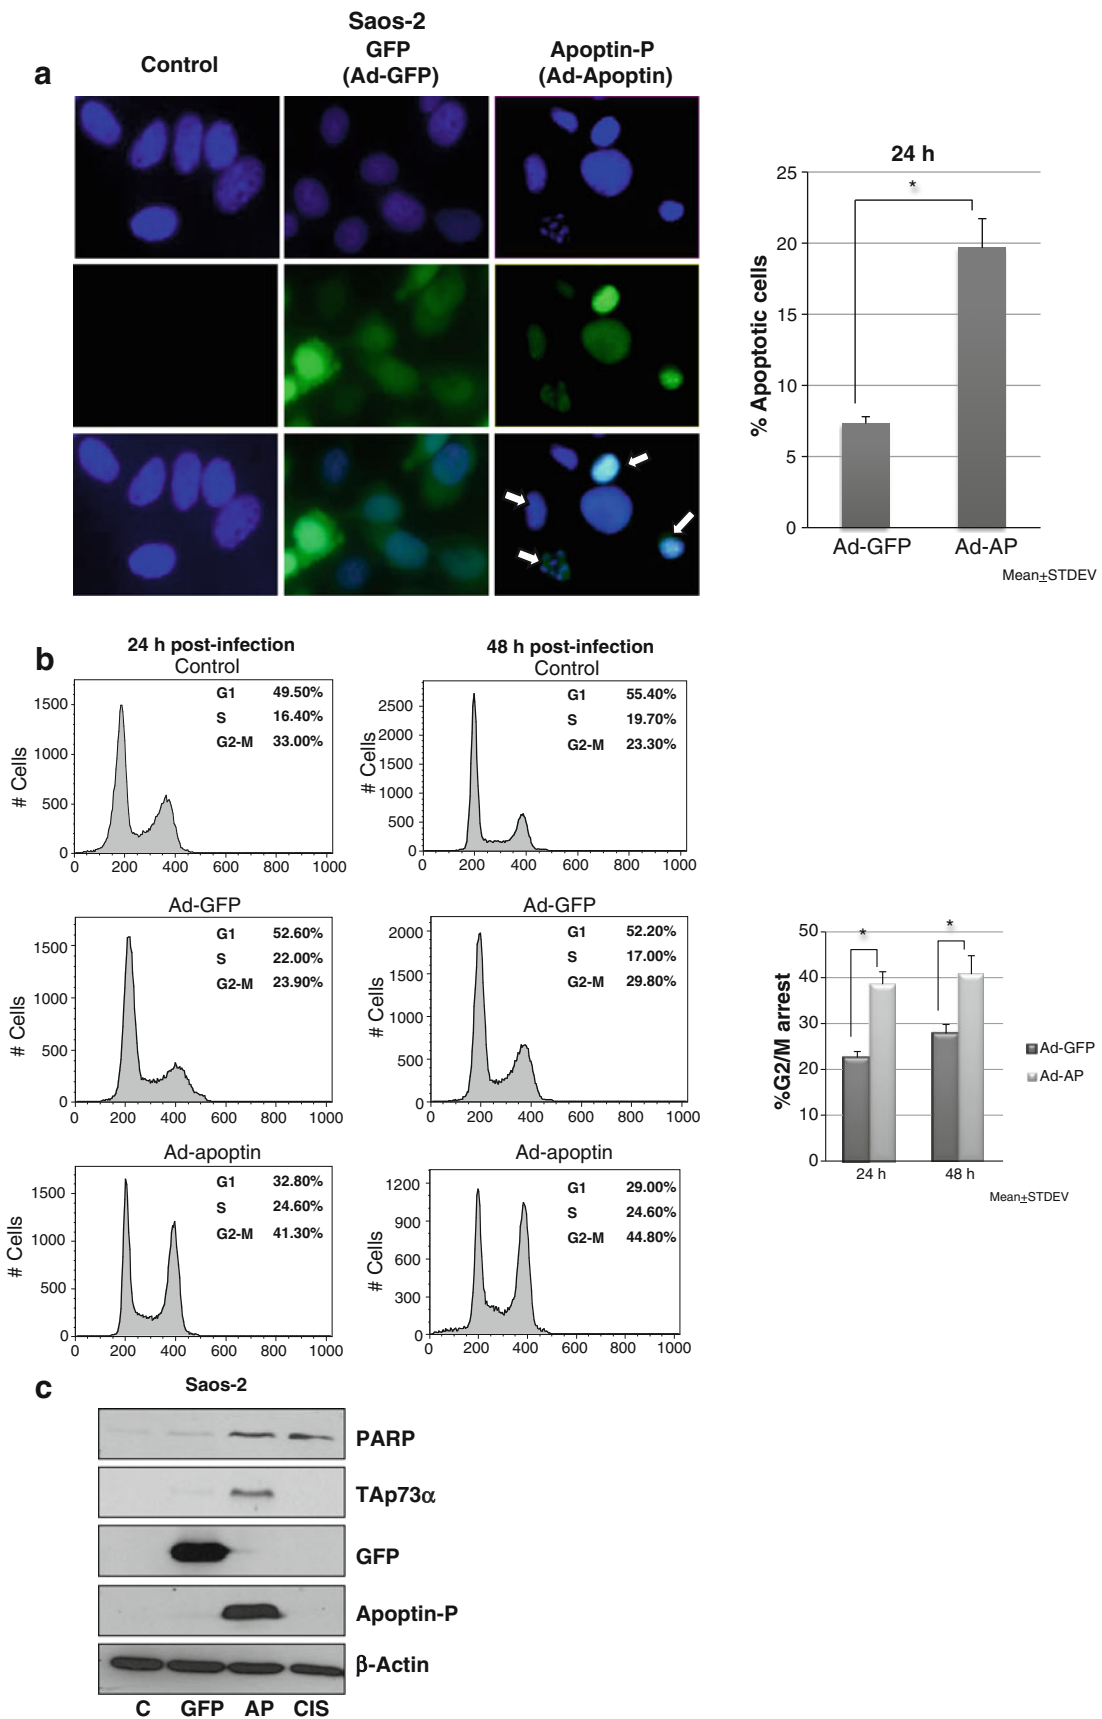 a
Control
Saos-2
GFP
(Ad-GFP)
Apoptin-P
(Ad-Apoptin)
24 h
% Apoptotic cells
25
20
15
10
5
0
*
Ad-GFP Ad-AP
Mean±STDEV
b
24 h post-infection
Control
# Cells
1500
1000
500
0
G1 49.50%
S 16.40%
G2-M 33.00%
0 200 400 600 800 1000
48 h post-infection
Control
# Cells
2500
2000
1500
1000
500
0
G1 55.40%
S 19.70%
G2-M 23.30%
0 200 400 600 800 1000
Ad-GFP
# Cells
1500
1000
500
0
G1 52.60%
S 22.00%
G2-M 23.90%
0 200 400 600 800 1000
Ad-GFP
# Cells
2000
1500
1000
500
0
G1 52.20%
S 17.00%
G2-M 29.80%
0 200 400 600 800 1000
Ad-apoptin
# Cells
1500
1000
500
0
G1 32.80%
S 24.60%
G2-M 41.30%
0 200 400 600 800 1000
Ad-apoptin
# Cells
1200
900
600
300
0
G1 29.00%
S 24.60%
G2-M 44.80%
0 200 400 600 800 1000
%G2/M arrest
50
40
30
20
10
0
* *
24 h 48 h
Ad-GFP
Ad-AP
Mean±STDEV
c
Saos-2
PARP
TAp73α
GFP
Apoptin-P
β-Actin
C GFP AP CIS